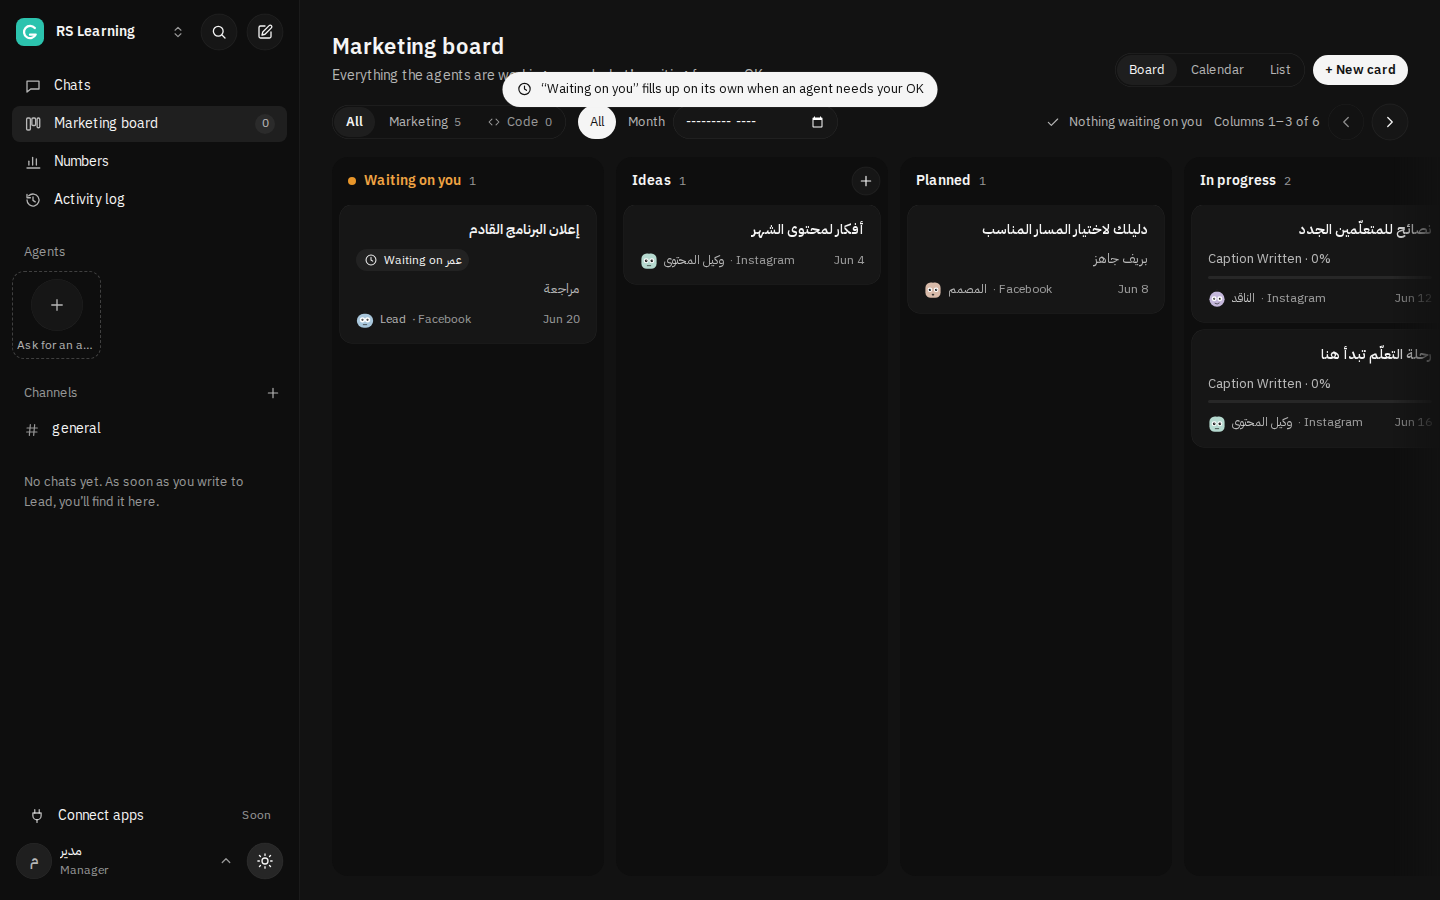 RS Learning
Chats
Marketing board 0
Numbers
Activity log
Agents
Ask for an a...
Channels
general
No chats yet. As soon as you write to
Lead, you'll find it here.
Connect apps Soon
م
مدير
Manager
Marketing board
Everything the agents are
“Waiting on you” fills up on its own when an agent needs your OK
Board Calendar List + New card
All Marketing 5 Code 0 All Month --------- ---- Nothing waiting on you Columns 1–3 of 6
Waiting on you 1
إعلان البرنامج القادم
Waiting on عمر
مراجعة
Lead · Facebook Jun 20
Ideas 1
أفكار لمحتوى الشهر
وكيل المحتوى · Instagram Jun 4
Planned 1
دليلك لاختيار المسار المناسب
بريف جاهز
المصمم · Facebook Jun 8
In progress 2
نصائح للمتعلّمين الجدد
Caption Written · 0%
الناقد · Instagram Jun 12
رحلة التعلّم تبدأ هنا
Caption Written · 0%
وكيل المحتوى · Instagram Jun 16